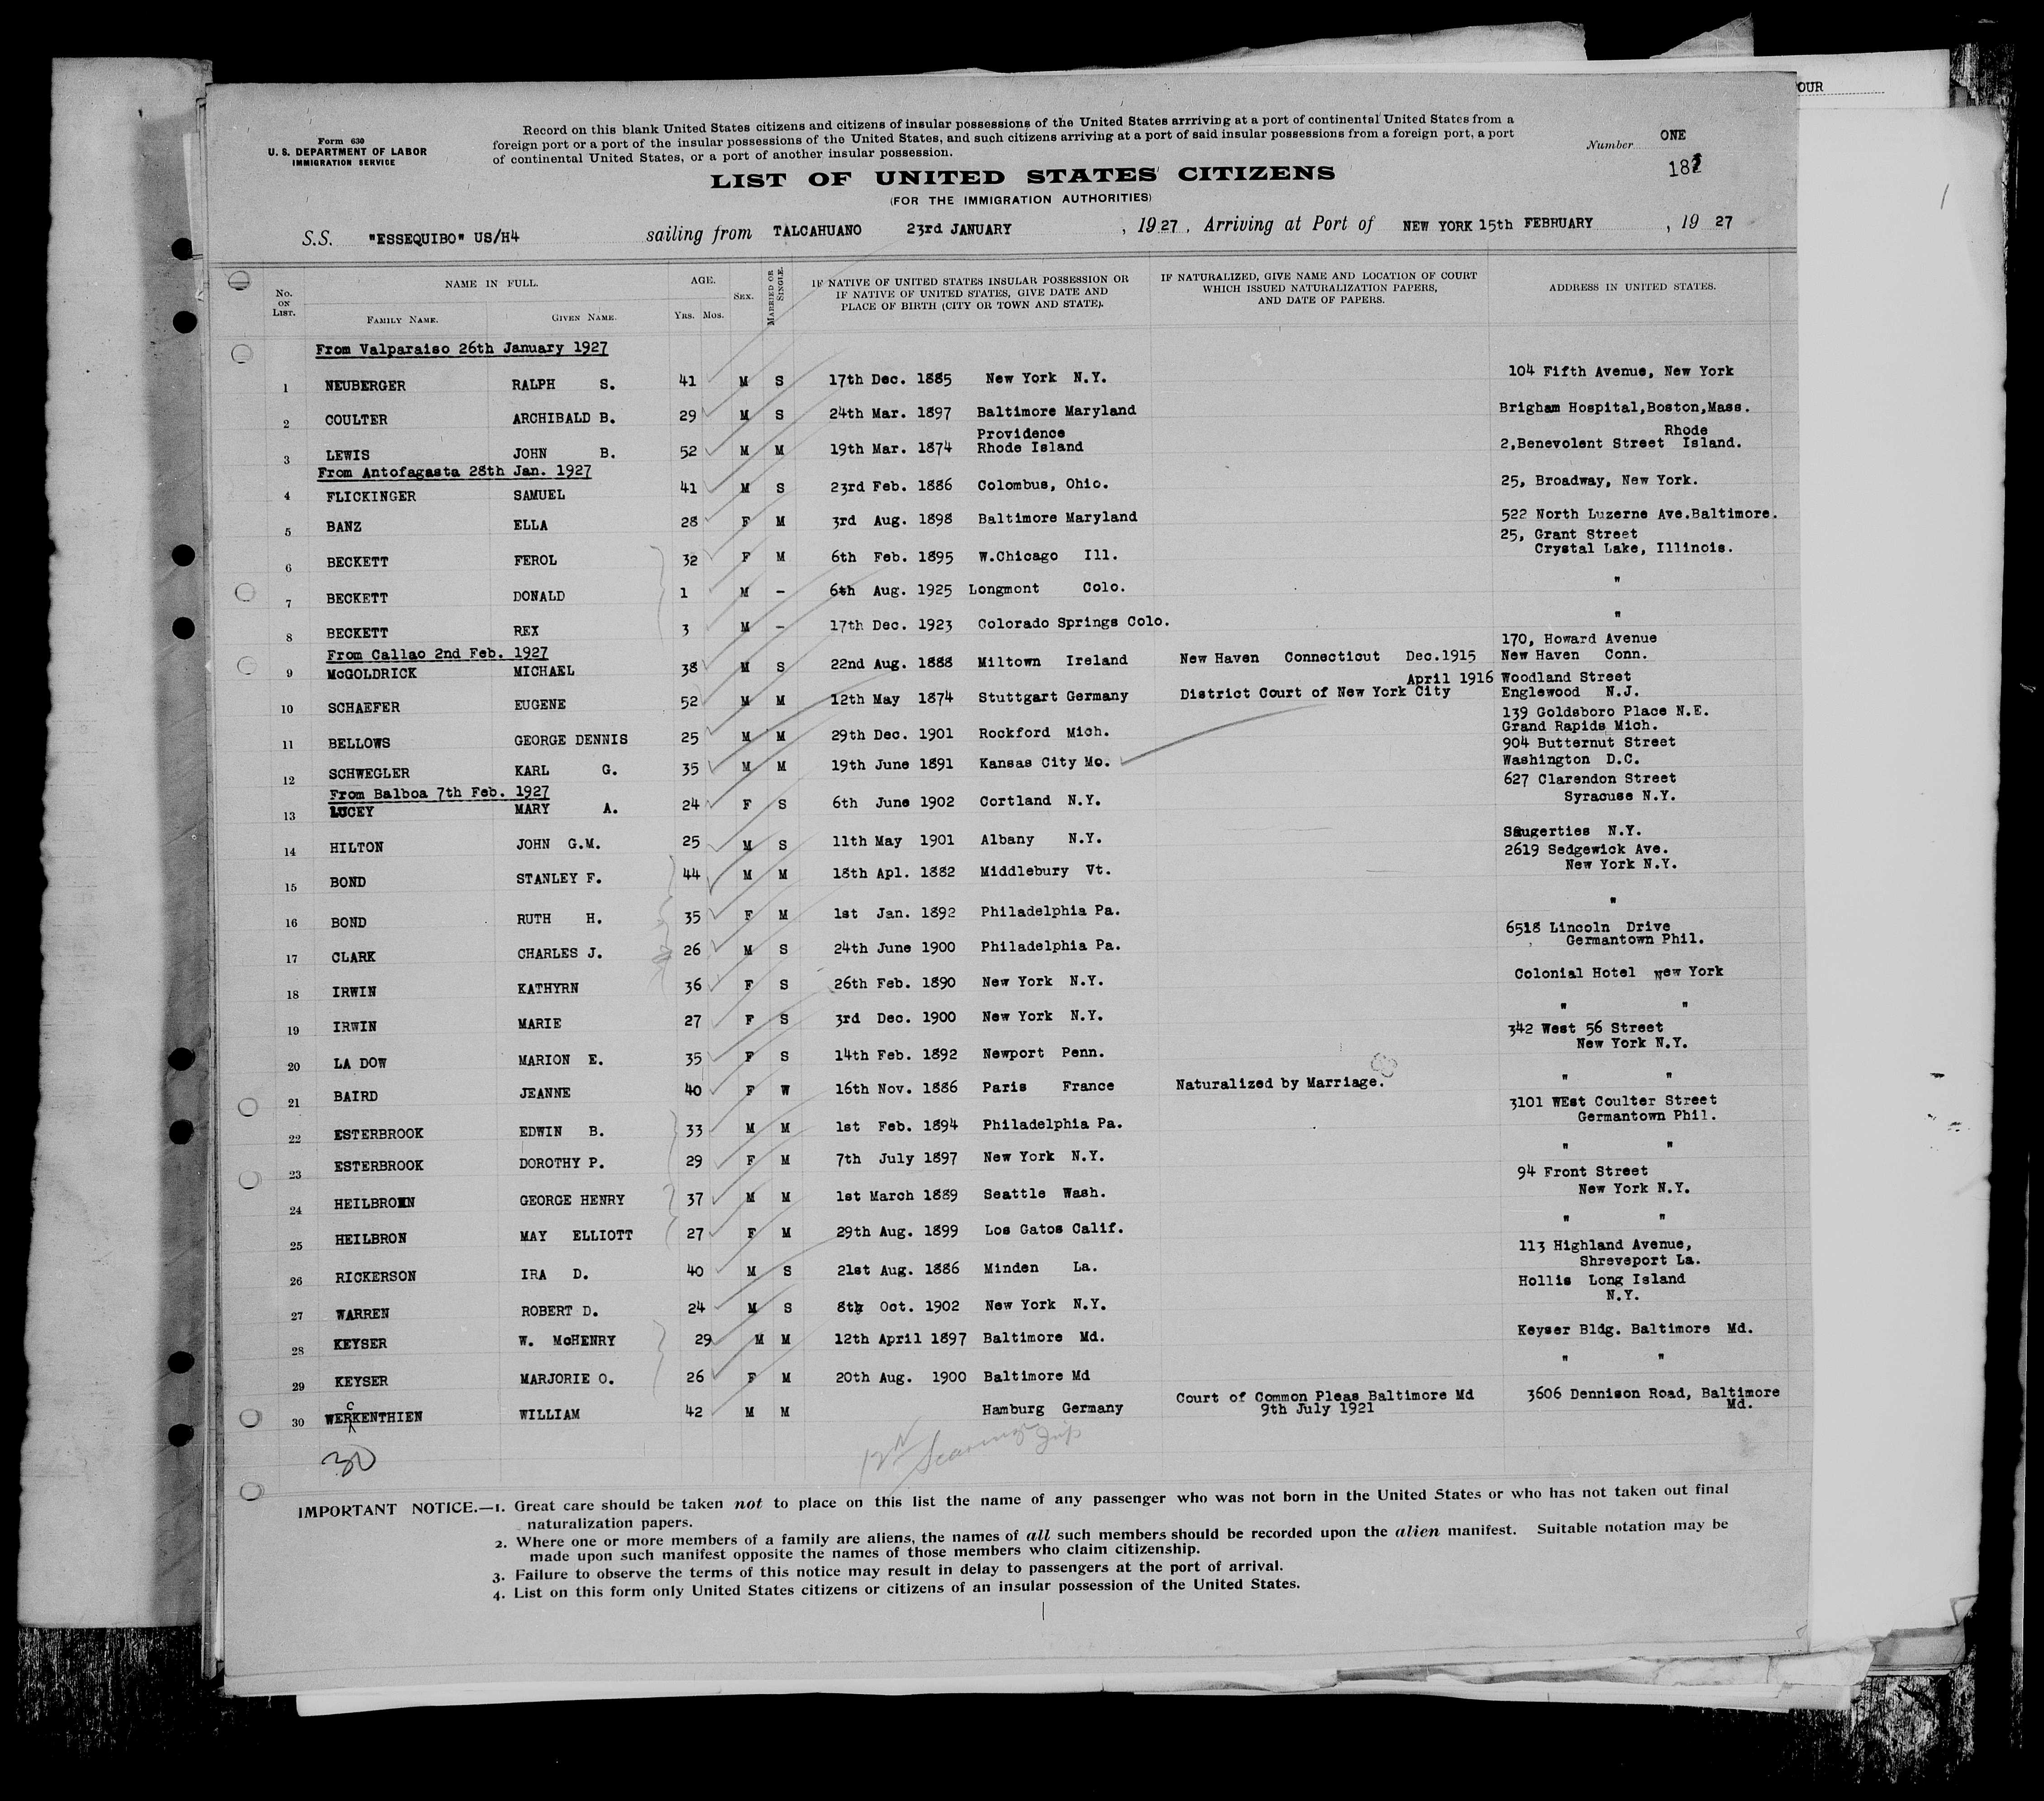 OUR
Form 630
U. S. DEPARTMENT OF LABOR
IMMIGRATION SERVICE
Record on this blank United States citizens and citizens of insular possessions of the United States arrriving at a port of continental United States from a
foreign port or a port of the insular possessions of the United States, and such citizens arriving at a port of said insular possessions from a foreign port, a port
of continental United States, or a port of another insular possession.
Number ONE
LIST OF UNITED STATES CITIZENS
(FOR THE IMMIGRATION AUTHORITIES)
S.S. "ESSEQUIBO" US/H4 sailing from TALCAHUANO 23rd JANUARY , 19 27 , Arriving at Port of NEW YORK 15th FEBRUARY , 19 27
No. ON LIST. NAME IN FULL. FAMILY NAME. GIVEN NAME. AGE. YRS. MOS. SEX. MARRIED OR SINGLE. IF NATIVE OF UNITED STATES INSULAR POSSESSION OR IF NATIVE OF UNITED STATES, GIVE DATE AND PLACE OF BIRTH (CITY OR TOWN AND STATE). IF NATURALIZED, GIVE NAME AND LOCATION OF COURT WHICH ISSUED NATURALIZATION PAPERS, AND DATE OF PAPERS. ADDRESS IN UNITED STATES.
From Valparaiso 26th January 1927
1 NEUBERGER RALPH S. 41 M S 17th Dec. 1885 New York N.Y. 104 Fifth Avenue, New York
2 COULTER ARCHIBALD B. 29 M S 24th Mar. 1897 Baltimore Maryland Brigham Hospital,Boston,Mass.
3 LEWIS JOHN B. 52 M M 19th Mar. 1874 Providence Rhode Island 2,Benevolent Street Rhode Island.
From Antofagasta 28th Jan. 1927
4 FLICKINGER SAMUEL 41 M S 23rd Feb. 1886 Colombus, Ohio. 25, Broadway, New York.
5 BANZ ELLA 28 F M 3rd Aug. 1898 Baltimore Maryland 522 North Luzerne Ave.Baltimore.
6 BECKETT FEROL 32 F M 6th Feb. 1895 W.Chicago Ill. 25, Grant Street Crystal Lake, Illinois.
7 BECKETT DONALD 1 M - 6th Aug. 1925 Longmont Colo. "
8 BECKETT REX 3 M - 17th Dec. 1923 Colorado Springs Colo. "
From Callao 2nd Feb. 1927
9 McGOLDRICK MICHAEL 38 M S 22nd Aug. 1888 Miltown Ireland New Haven Connecticut Dec.1915 170, Howard Avenue New Haven Conn.
10 SCHAEFER EUGENE 52 M M 12th May 1874 Stuttgart Germany District Court of New York City April 1916 Woodland Street Englewood N.J.
11 BELLOWS GEORGE DENNIS 25 M M 29th Dec. 1901 Rockford Mich. 139 Goldsboro Place N.E. Grand Rapids Mich.
12 SCHWEGLER KARL G. 35 M M 19th June 1891 Kansas City Mo. 904 Butternut Street Washington D.C.
From Balboa 7th Feb. 1927
13 LUCEY MARY A. 24 F S 6th June 1902 Cortland N.Y. 627 Clarendon Street Syracuse N.Y.
14 HILTON JOHN G.M. 25 M S 11th May 1901 Albany N.Y. Saugerties N.Y.
15 BOND STANLEY F. 44 M M 18th Apl. 1882 Middlebury Vt. 2619 Sedgewick Ave. New York N.Y.
16 BOND RUTH H. 35 F M 1st Jan. 1892 Philadelphia Pa. "
17 CLARK CHARLES J. 26 M S 24th June 1900 Philadelphia Pa. 6518 Lincoln Drive Germantown Phil.
18 IRWIN KATHYRN 36 F S 26th Feb. 1890 New York N.Y. Colonial Hotel New York
19 IRWIN MARIE 27 F S 3rd Dec. 1900 New York N.Y. " "
20 LA DOW MARION E. 35 F S 14th Feb. 1892 Newport Penn. 342 West 56 Street New York N.Y.
21 BAIRD JEANNE 40 F W 16th Nov. 1886 Paris France Naturalized by Marriage. " "
22 ESTERBROOK EDWIN B. 33 M M 1st Feb. 1894 Philadelphia Pa. 3101 WEst Coulter Street Germantown Phil.
23 ESTERBROOK DOROTHY P. 29 F M 7th July 1897 New York N.Y. " "
24 HEILBRON GEORGE HENRY 37 M M 1st March 1889 Seattle Wash. 94 Front Street New York N.Y.
25 HEILBRON MAY ELLIOTT 27 F M 29th Aug. 1899 Los Gatos Calif. " "
26 RICKERSON IRA D. 40 M S 21st Aug. 1886 Minden La. 113 Highland Avenue, Shreveport La.
27 WARREN ROBERT D. 24 M S 8th Oct. 1902 New York N.Y. Hollis Long Island N.Y.
28 KEYSER W. McHENRY 29 M M 12th April 1897 Baltimore Md. Keyser Bldg. Baltimore Md.
29 KEYSER MARJORIE O. 26 F M 20th Aug. 1900 Baltimore Md " "
30 WERCKENTHIEN WILLIAM 42 M M Hamburg Germany Court of Common Pleas Baltimore Md 9th July 1921 3606 Dennison Road, Baltimore Md.
30
IMPORTANT NOTICE.—1. Great care should be taken not to place on this list the name of any passenger who was not born in the United States or who has not taken out final
naturalization papers.
2. Where one or more members of a family are aliens, the names of all such members should be recorded upon the alien manifest. Suitable notation may be
made upon such manifest opposite the names of those members who claim citizenship.
3. Failure to observe the terms of this notice may result in delay to passengers at the port of arrival.
4. List on this form only United States citizens or citizens of an insular possession of the United States.